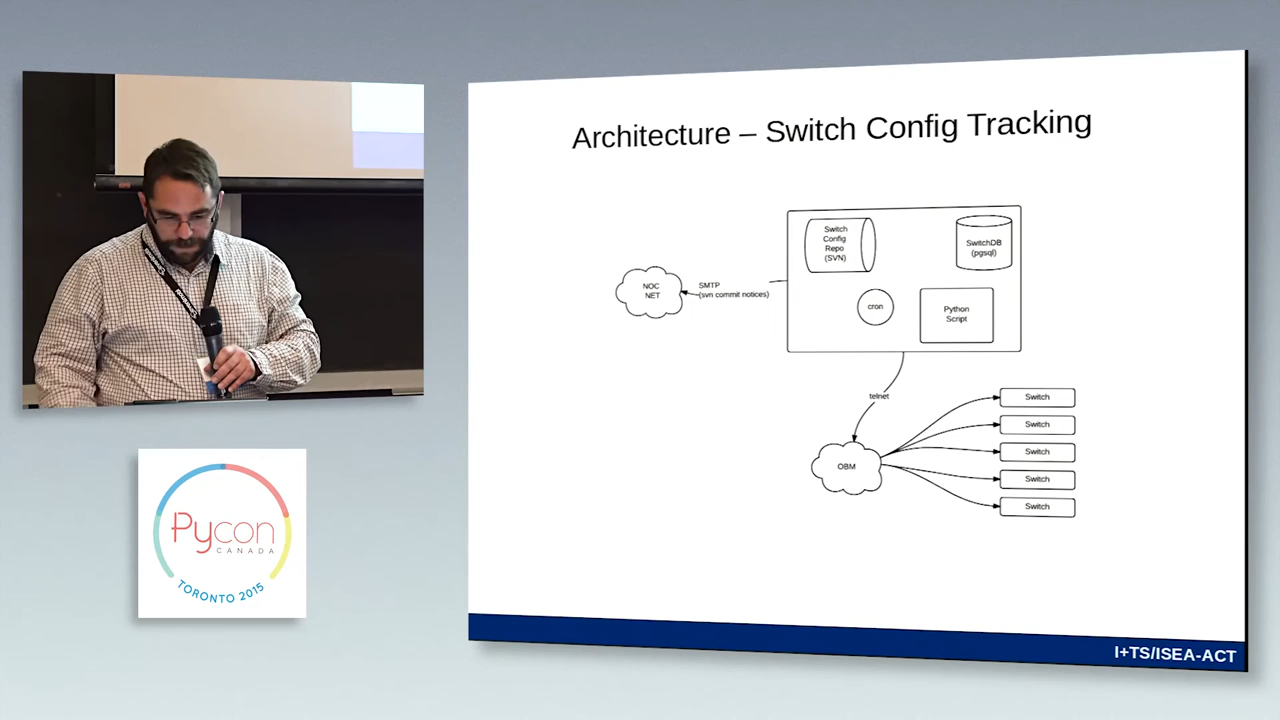 Architecture – Switch Config Tracking
Switch
Config
Repo
(SVN)
SwitchDB
(pgsql)
NOC
NET
SMTP
(svn commit notices)
cron
Python
Script
telnet
OBM
Switch
Switch
Switch
Switch
Switch
I+TS/ISEA-ACT
Pycon
CANADA
TORONTO 2015